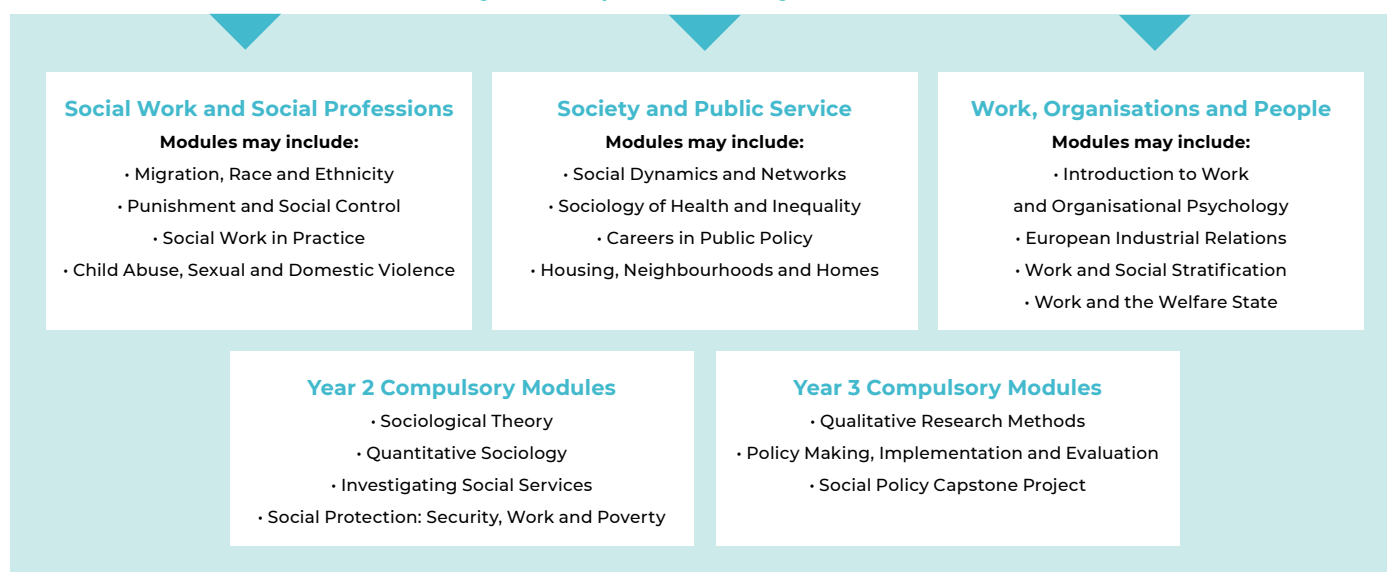 Social Work and Social Professions
Modules may include:
• Migration, Race and Ethnicity
• Punishment and Social Control
• Social Work in Practice
• Child Abuse, Sexual and Domestic Violence
Society and Public Service
Modules may include:
• Social Dynamics and Networks
• Sociology of Health and Inequality
• Careers in Public Policy
• Housing, Neighbourhoods and Homes
Work, Organisations and People
Modules may include:
• Introduction to Work
and Organisational Psychology
• European Industrial Relations
• Work and Social Stratification
• Work and the Welfare State
Year 2 Compulsory Modules
• Sociological Theory
• Quantitative Sociology
• Investigating Social Services
• Social Protection: Security, Work and Poverty
Year 3 Compulsory Modules
• Qualitative Research Methods
• Policy Making, Implementation and Evaluation
• Social Policy Capstone Project